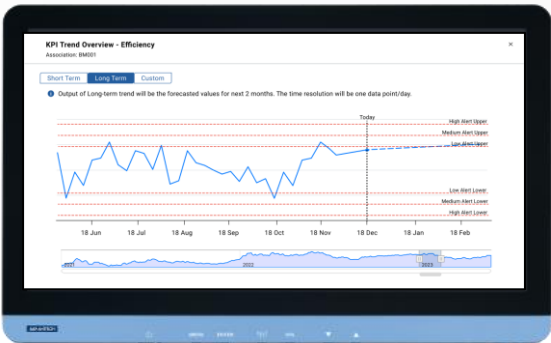 KPI Trend Overview - Efficiency
×
Association: BM001
Short Term
Long Term
Custom
Output of Long-term trend will be the forecasted values for next 2 months. The time resolution will be one data point/day.
Today
High Alert Upper
Medium Alert Upper
Low Alert Upper
Low Alert Lower
Medium Alert Lower
High Alert Lower
18 Jun
18 Jul
18 Aug
18 Sep
18 Oct
18 Nov
18 Dec
18 Jan
18 Feb
2021
2022
2023